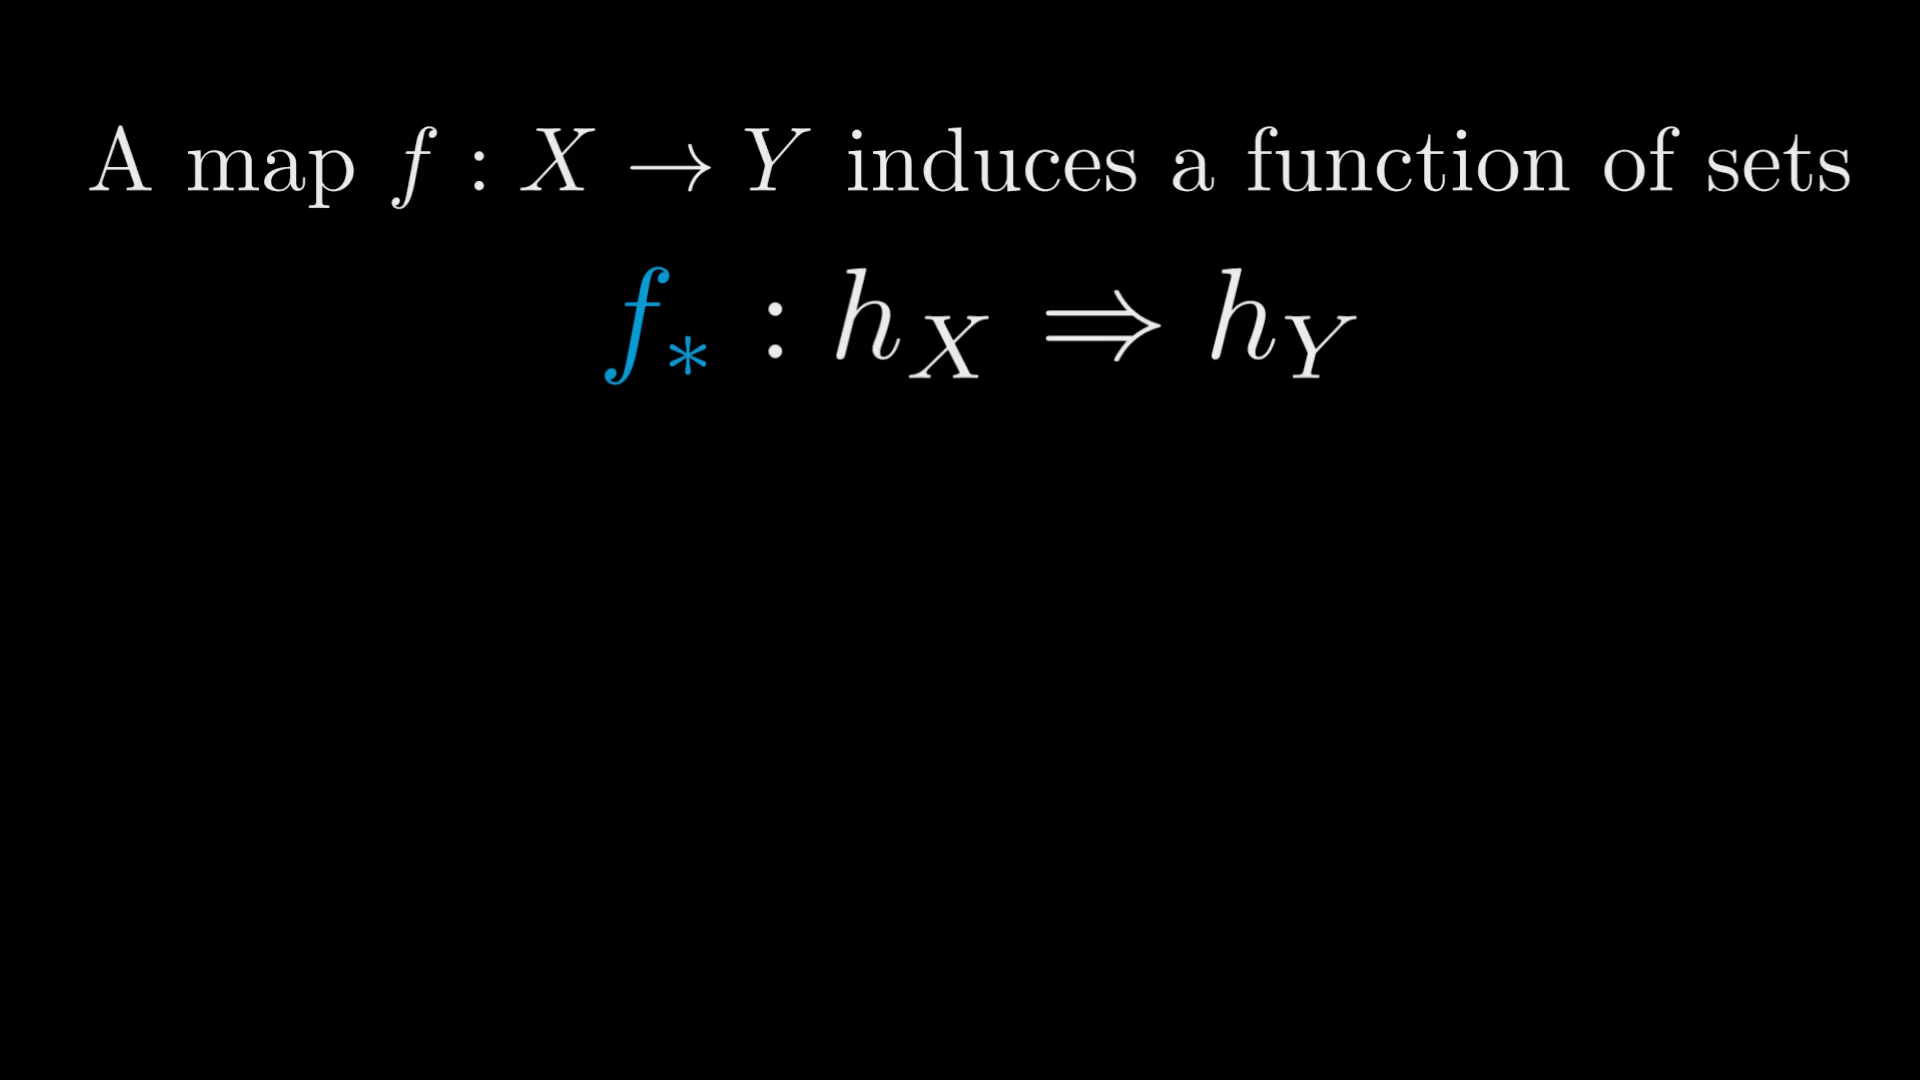 A map f : X → Y induces a function of sets
f_* : h_X ⇒ h_Y